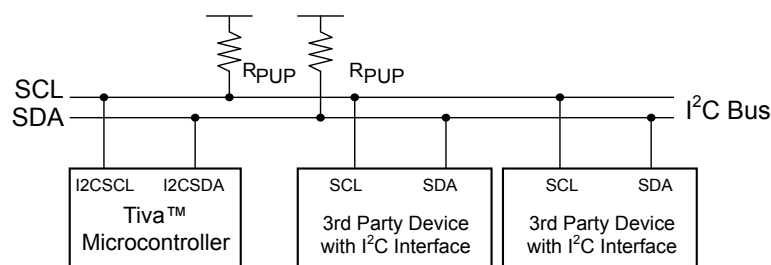 RPUP RPUP
SCL
SDA
I²C Bus
I2CSCL I2CSDA SCL SDA SCL SDA
Tiva™
Microcontroller
3rd Party Device
with I²C Interface
3rd Party Device
with I²C Interface